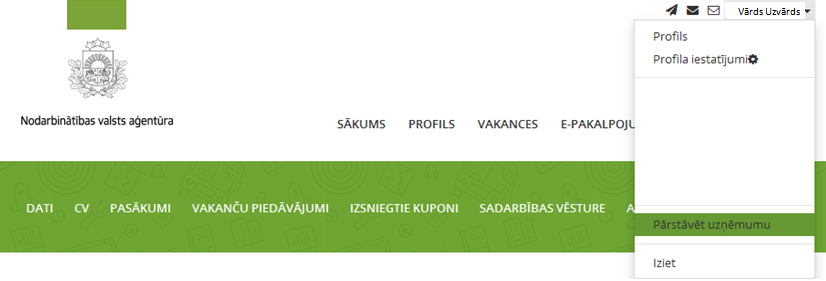 Vārds Uzvārds
Profils
Profila iestatījumi
Nodarbinātības valsts aģentūra
SĀKUMS PROFILS VAKANCES E-PAKALPOJU
DATI CV PASĀKUMI VAKANČU PIEDĀVĀJUMI IZSNIEGTIE KUPONI SADARBĪBAS VĒSTURE A
Pārstāvēt uzņēmumu
Iziet